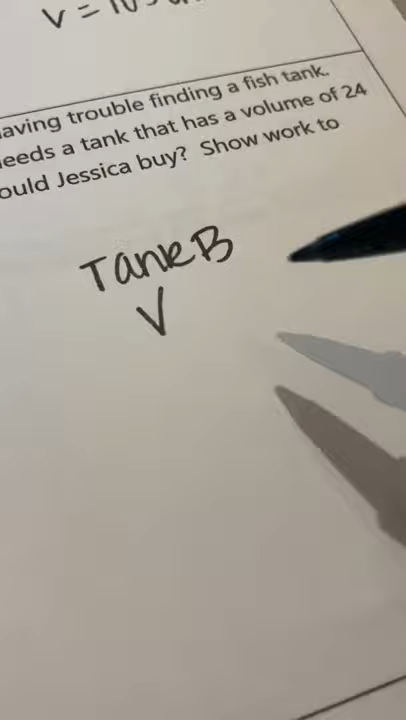 V = 10
aving trouble finding a fish tank.
eeds a tank that has a volume of 24
ould Jessica buy? Show work to
Tank B
V